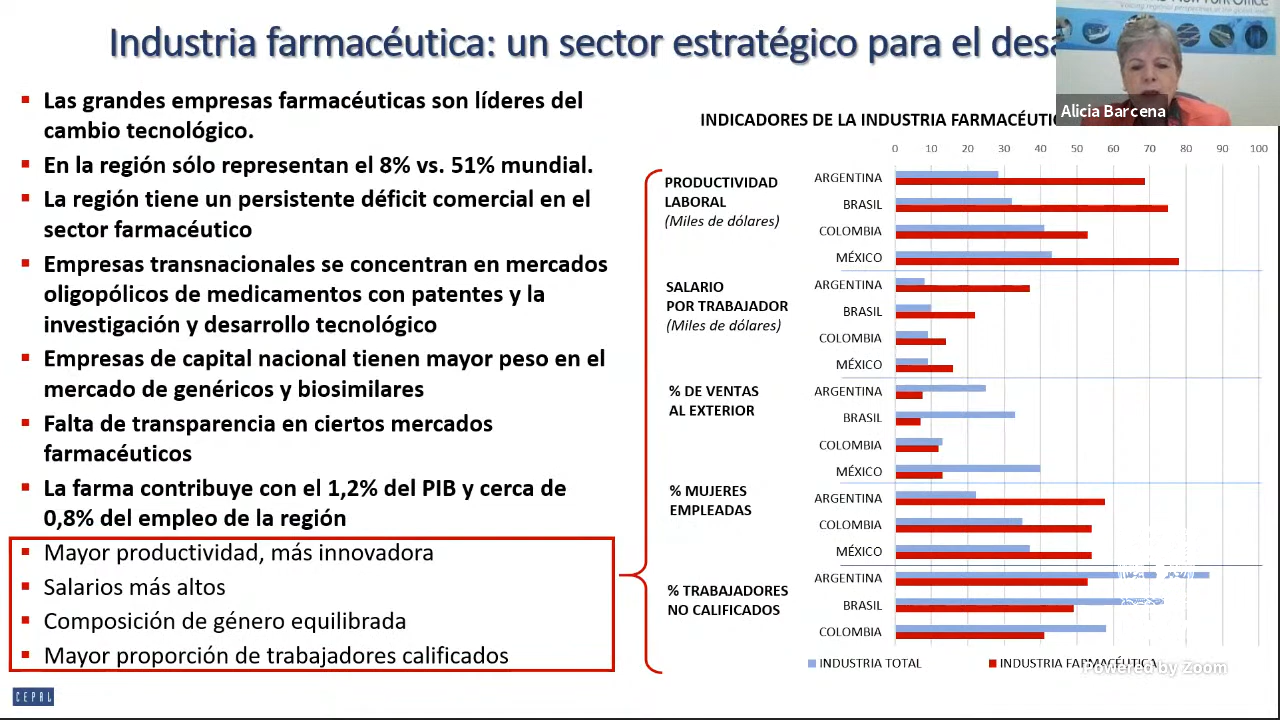 Industria farmacéutica: un sector estratégico para el desa
New York Office
Alicia Barcena
Las grandes empresas farmacéuticas son líderes del
cambio tecnológico.
En la región sólo representan el 8% vs. 51% mundial.
La región tiene un persistente déficit comercial en el
sector farmacéutico
Empresas transnacionales se concentran en mercados
oligopólicos de medicamentos con patentes y la
investigación y desarrollo tecnológico
Empresas de capital nacional tienen mayor peso en el
mercado de genéricos y biosimilares
Falta de transparencia en ciertos mercados
farmacéuticos
La farma contribuye con el 1,2% del PIB y cerca de
0,8% del empleo de la región
Mayor productividad, más innovadora
Salarios más altos
Composición de género equilibrada
Mayor proporción de trabajadores calificados
CEPAL
INDICADORES DE LA INDUSTRIA FARMACÉUTIC
0 10 20 30 40 50 60 70 80 90 100
PRODUCTIVIDAD
LABORAL
(Miles de dólares)
ARGENTINA
BRASIL
COLOMBIA
MÉXICO
SALARIO
POR TRABAJADOR
(Miles de dólares)
ARGENTINA
BRASIL
COLOMBIA
MÉXICO
% DE VENTAS
AL EXTERIOR
ARGENTINA
BRASIL
COLOMBIA
MÉXICO
% MUJERES
EMPLEADAS
ARGENTINA
COLOMBIA
MÉXICO
% TRABAJADORES
NO CALIFICADOS
ARGENTINA
BRASIL
COLOMBIA
INDUSTRIA TOTAL
INDUSTRIA FARMACÉUTICA
Powered by Zoom